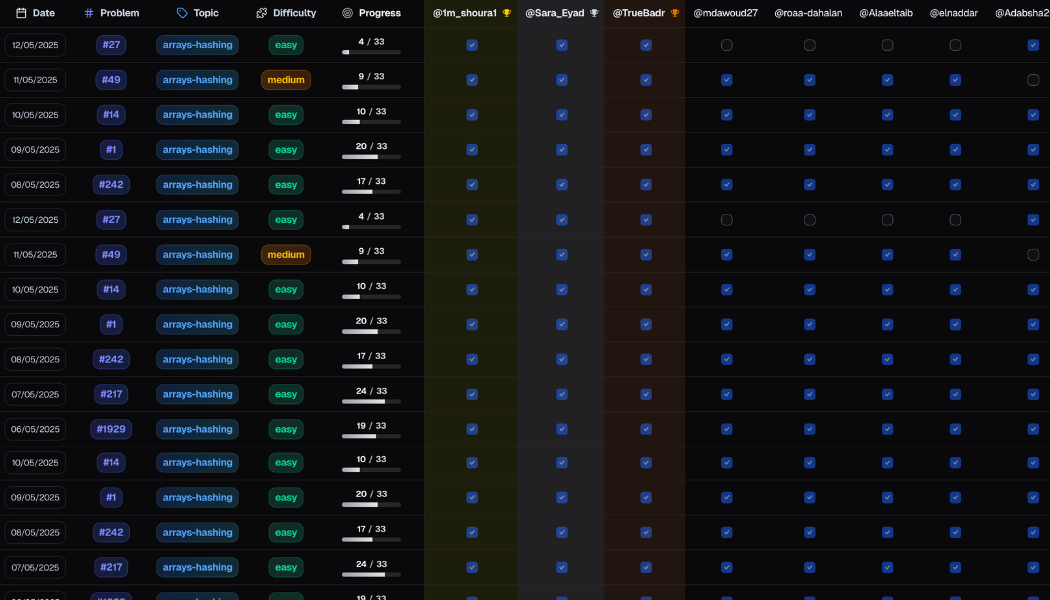 Date # Problem Topic Difficulty Progress @1m_shoura1 @Sara_Eyad @TrueBadr @mdawoud27 @roaa-dahalan @Alaaeltaib @elnaddar @Adabsha2
12/05/2025 #27 arrays-hashing easy 4 / 33
11/05/2025 #49 arrays-hashing medium 9 / 33
10/05/2025 #14 arrays-hashing easy 10 / 33
09/05/2025 #1 arrays-hashing easy 20 / 33
08/05/2025 #242 arrays-hashing easy 17 / 33
12/05/2025 #27 arrays-hashing easy 4 / 33
11/05/2025 #49 arrays-hashing medium 9 / 33
10/05/2025 #14 arrays-hashing easy 10 / 33
09/05/2025 #1 arrays-hashing easy 20 / 33
08/05/2025 #242 arrays-hashing easy 17 / 33
07/05/2025 #217 arrays-hashing easy 24 / 33
06/05/2025 #1929 arrays-hashing easy 19 / 33
10/05/2025 #14 arrays-hashing easy 10 / 33
09/05/2025 #1 arrays-hashing easy 20 / 33
08/05/2025 #242 arrays-hashing easy 17 / 33
07/05/2025 #217 arrays-hashing easy 24 / 33
19 / 33